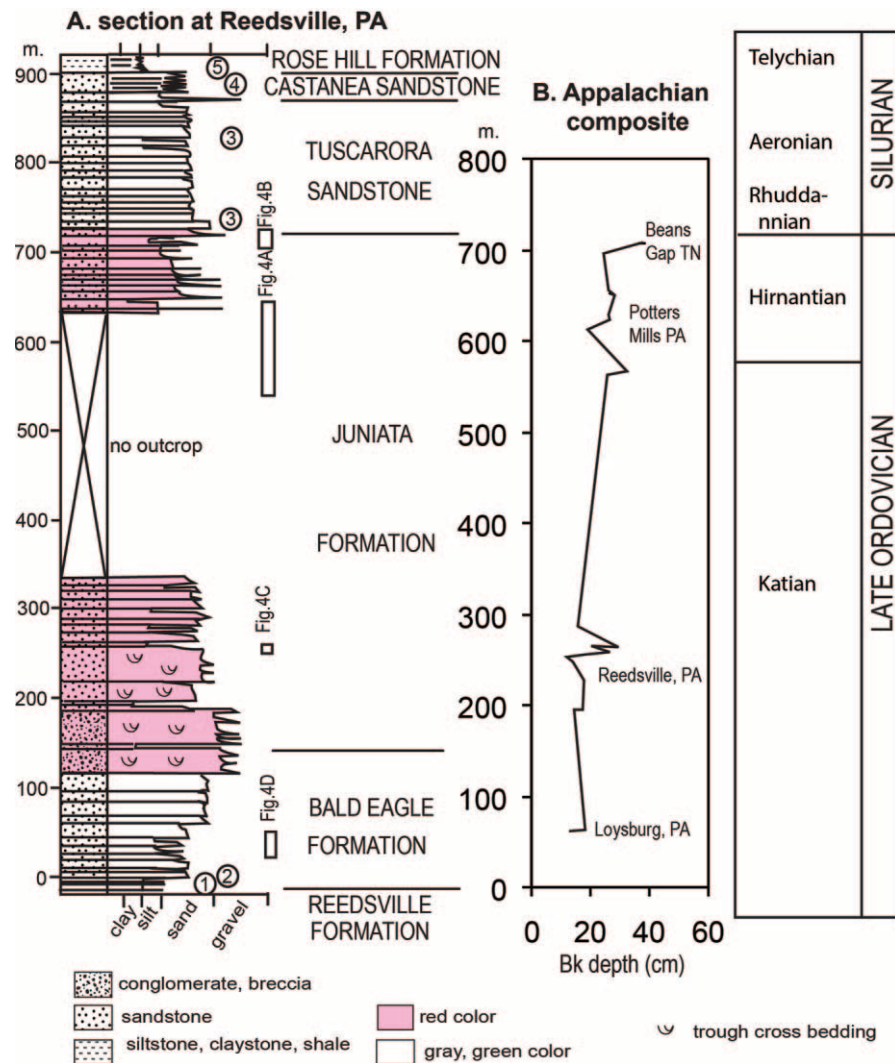 A. section at Reedsville, PA
m.
900
800
700
600
500
400
300
200
100
0
clay
silt
sand
gravel
no outcrop
5
4
3
3
1
2
Fig.4B
Fig.4A
Fig.4C
Fig.4D
ROSE HILL FORMATION
CASTANEA SANDSTONE
TUSCARORA
SANDSTONE
JUNIATA
FORMATION
BALD EAGLE
FORMATION
REEDSVILLE
FORMATION
B. Appalachian
composite
m.
800
700
600
500
400
300
200
100
0
Beans
Gap TN
Potters
Mills PA
Reedsville, PA
Loysburg, PA
0 20 40 60
Bk depth (cm)
Telychian
Aeronian
Rhudda-
nnian
Hirnantian
Katian
SILURIAN
LATE ORDOVICIAN
conglomerate, breccia
sandstone
siltstone, claystone, shale
red color
gray, green color
trough cross bedding